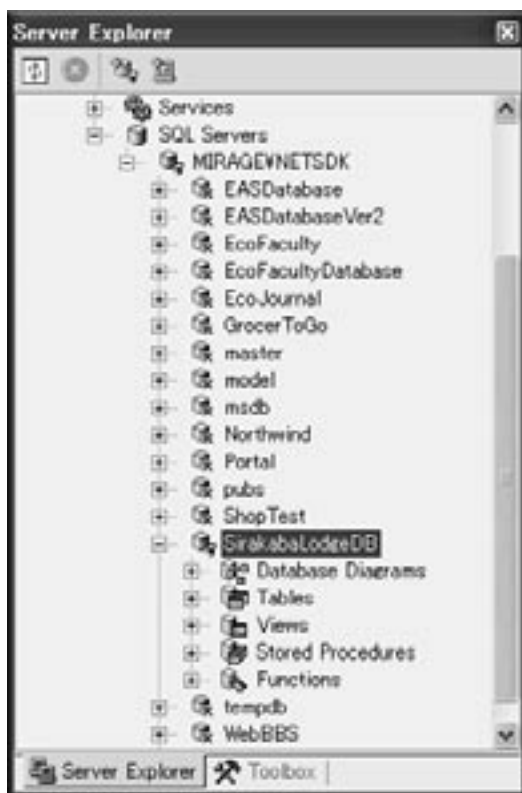 Server Explorer
Services
SQL Servers
MIRAGE¥NETSDK
EASDatabase
EASDatabaseVer2
EcoFaculty
EcoFacultyDatabase
EcoJournal
GrocerToGo
master
model
msdb
Northwind
Portal
pubs
ShopTest
SirakabaLodgeDB
Database Diagrams
Tables
Views
Stored Procedures
Functions
tempdb
WebBBS
Server Explorer Toolbox